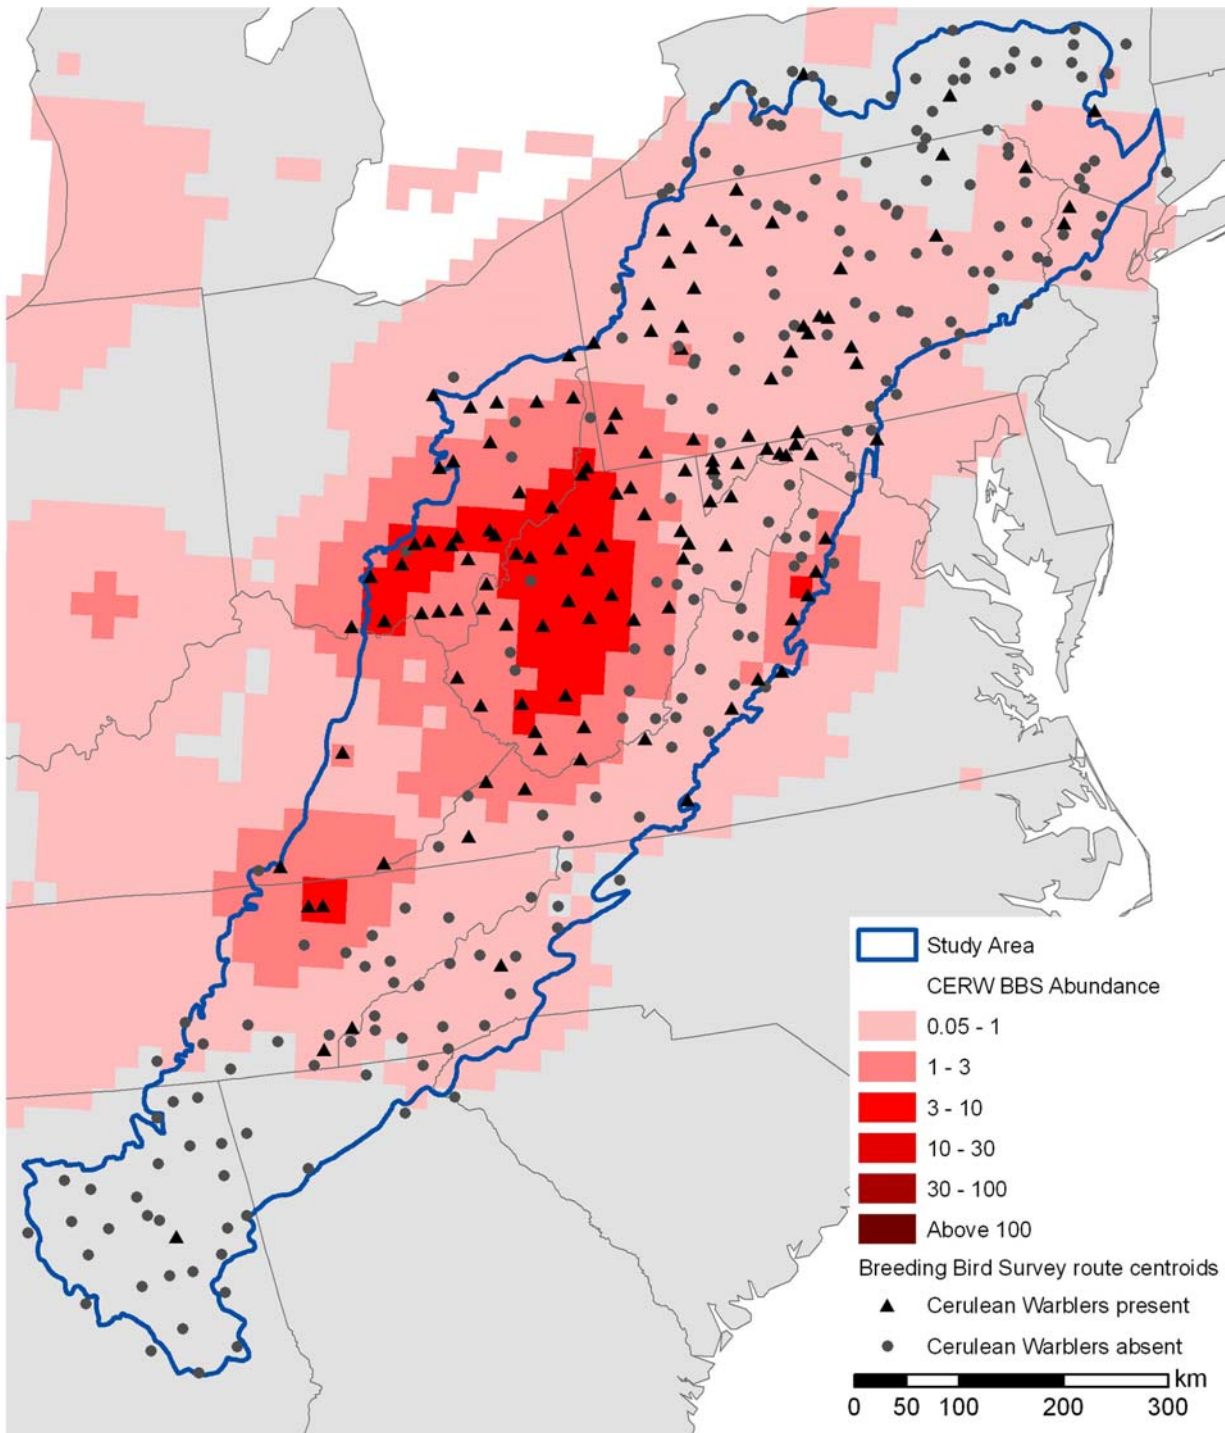 Study Area
CERW BBS Abundance
0.05 - 1
1 - 3
3 - 10
10 - 30
30 - 100
Above 100
Breeding Bird Survey route centroids
Cerulean Warblers present
Cerulean Warblers absent
km
0 50 100 200 300